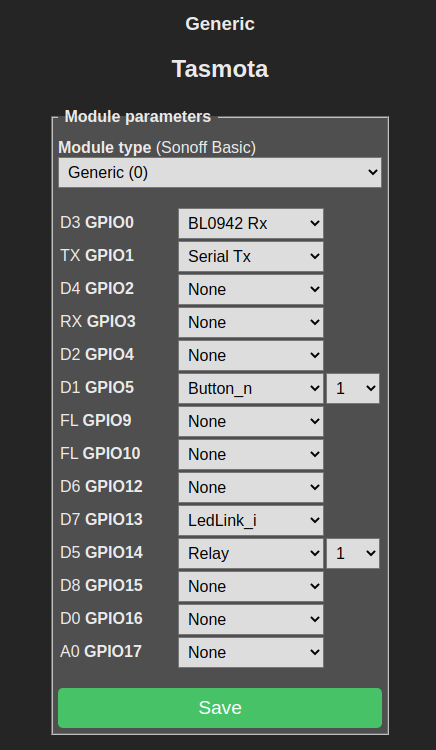 Generic
Tasmota
Module parameters
Module type (Sonoff Basic)
Generic (0)
D3 GPIO0 BL0942 Rx
TX GPIO1 Serial Tx
D4 GPIO2 None
RX GPIO3 None
D2 GPIO4 None
D1 GPIO5 Button_n 1
FL GPIO9 None
FL GPIO10 None
D6 GPIO12 None
D7 GPIO13 LedLink_i
D5 GPIO14 Relay 1
D8 GPIO15 None
D0 GPIO16 None
A0 GPIO17 None
Save